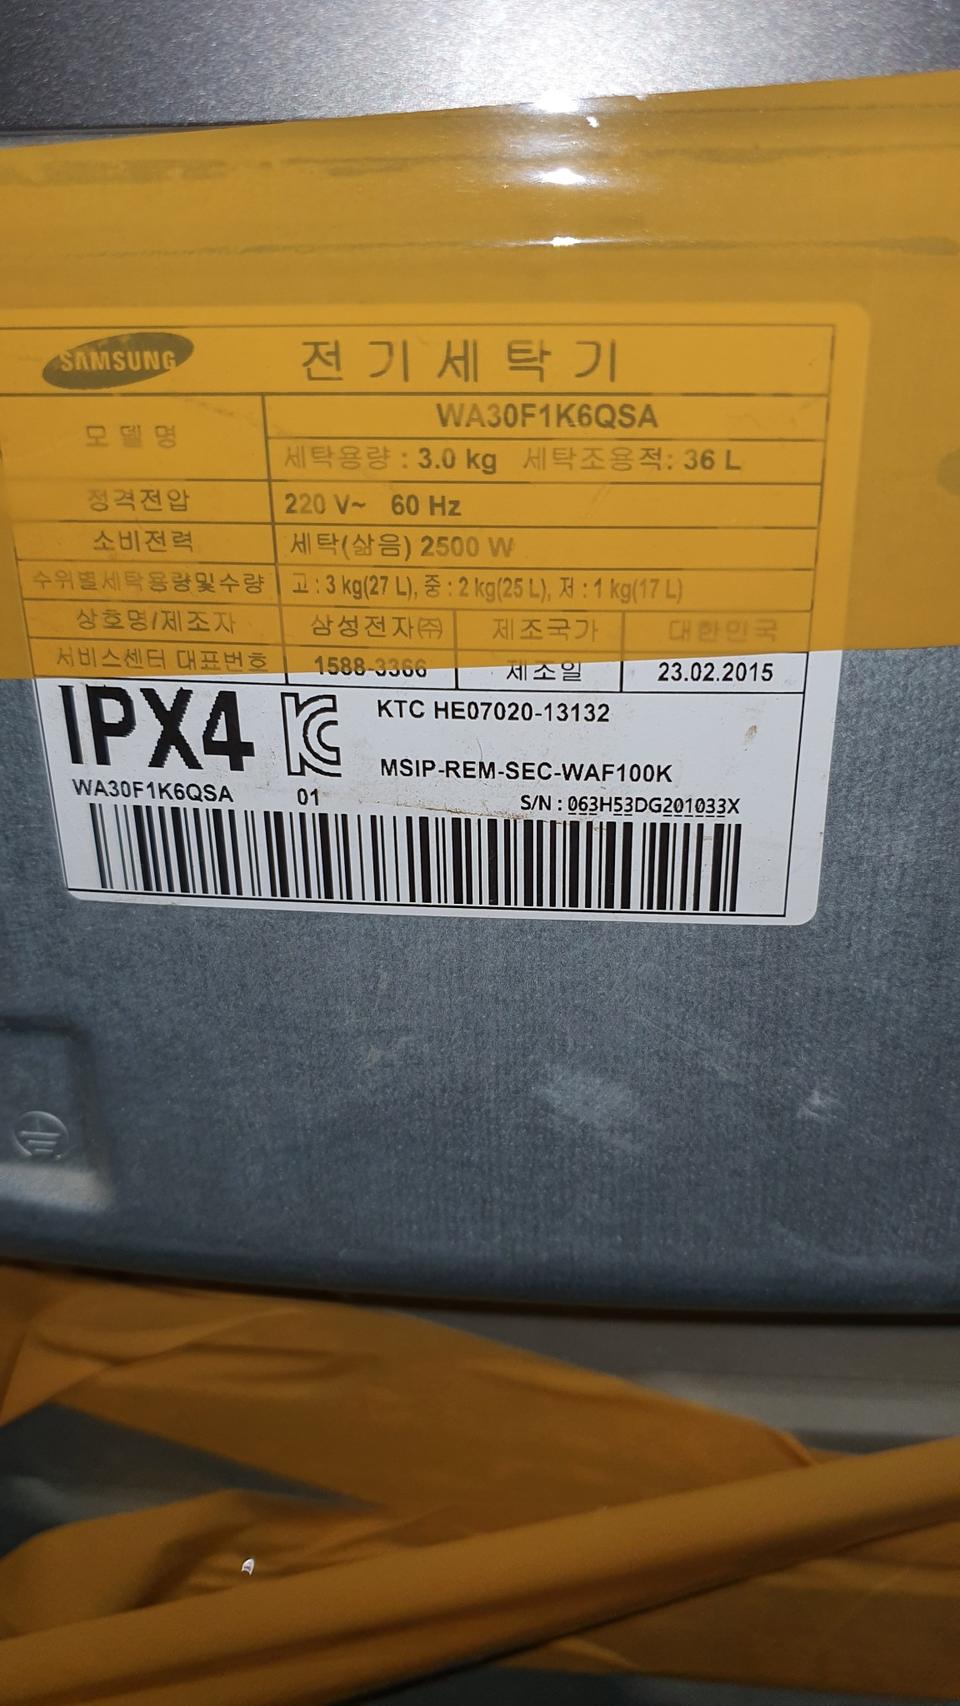 SAMSUNG 전기세탁기
모델명 WA30F1K6QSA
세탁용량 : 3.0 kg 세탁조용적: 36 L
정격전압 220 V~ 60 Hz
소비전력 세탁(삶음) 2500 W
수위별세탁용량및수량 고 : 3 kg(27 L), 중 : 2 kg(25 L), 저 : 1 kg(17 L)
상호명/제조자 삼성전자㈜ 제조국가 대한민국
서비스센터 대표번호 1588-3366 제조일 23.02.2015
IPX4 KC KTC HE07020-13132
MSIP-REM-SEC-WAF100K
WA30F1K6QSA 01 S/N : 063H53DG201033X